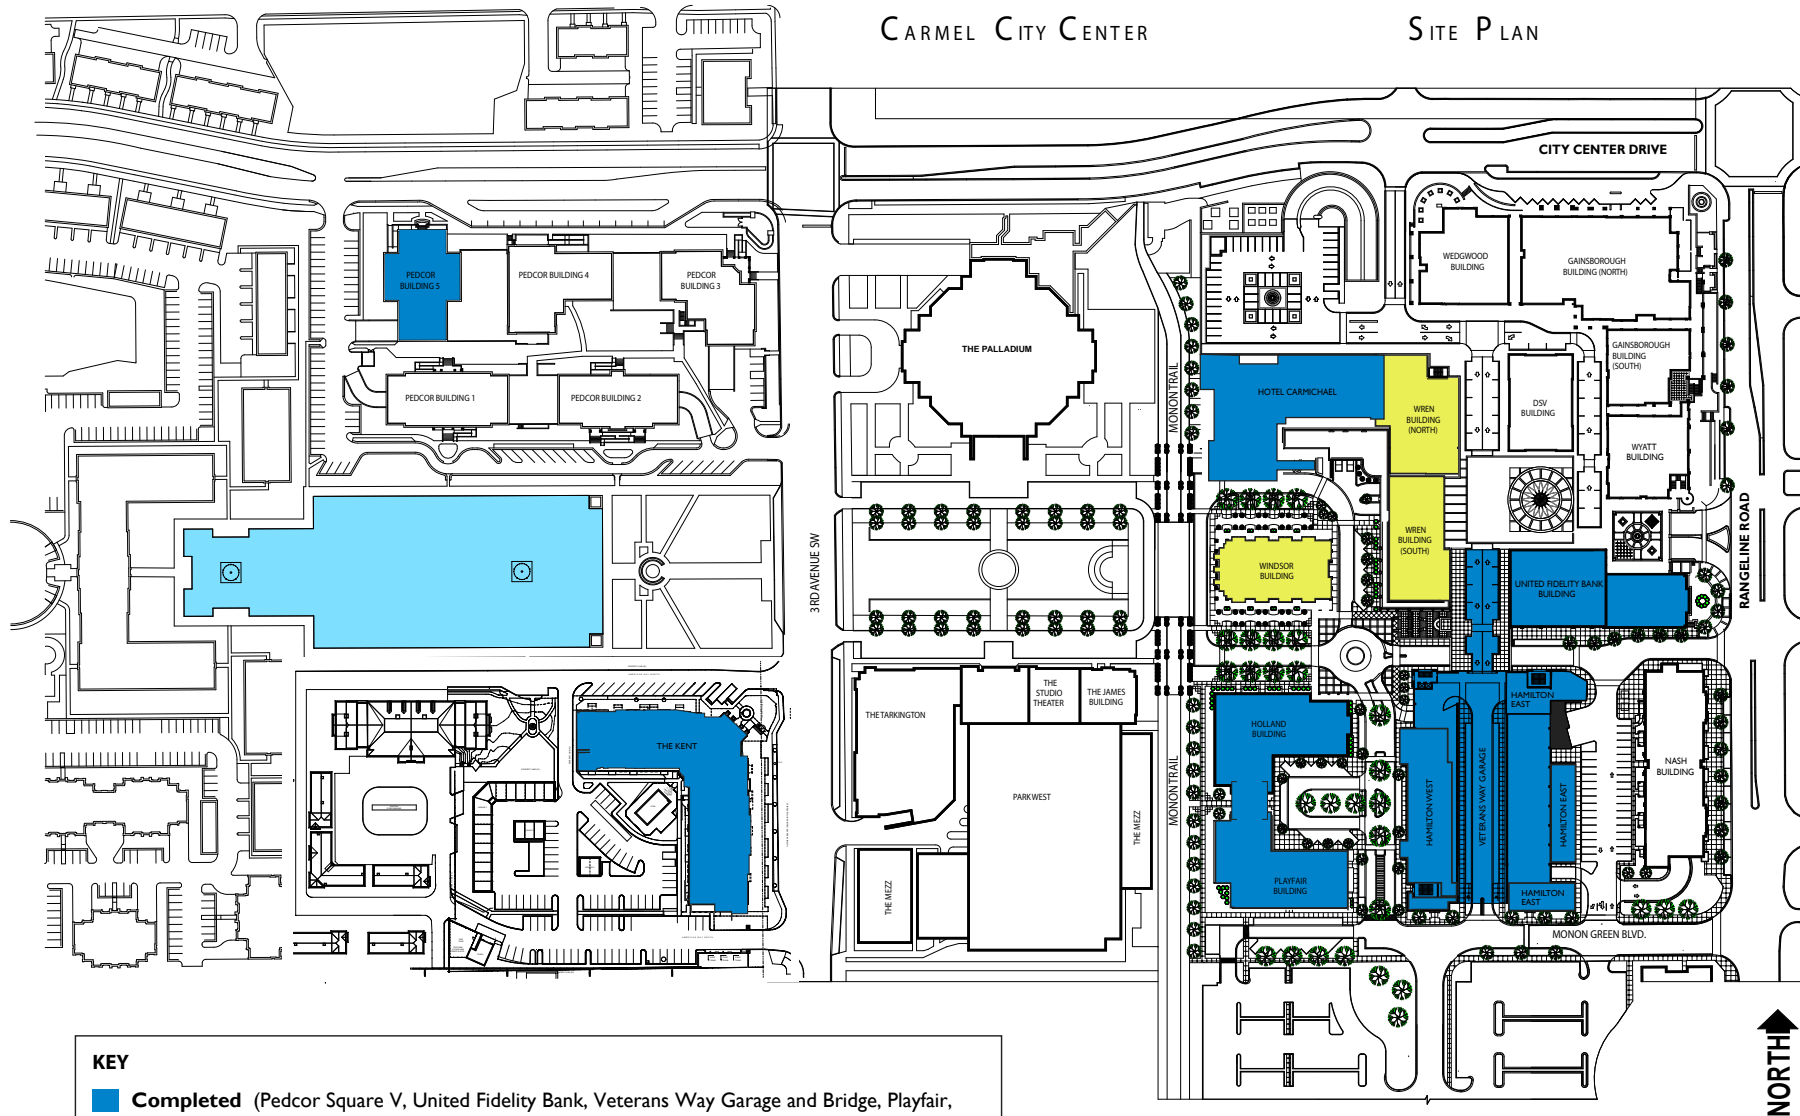 CARMEL CITY CENTER SITE PLAN
CITY CENTER DRIVE
PEDCOR
BUILDING 5
PEDCOR BUILDING 4
PEDCOR
BUILDING 3
WEDGWOOD
BUILDING
GAINSBOROUGH
BUILDING (NORTH)
THE PALLADIUM
GAINSBOROUGH
BUILDING
(SOUTH)
PEDCOR BUILDING 1
PEDCOR BUILDING 2
MONON TRAIL
HOTEL CARMICHAEL
WREN
BUILDING
(NORTH)
DSV
BUILDING
WYATT
BUILDING
3RD AVENUE SW
WREN
BUILDING
(SOUTH)
WINDSOR
BUILDING
UNITED FIDELITY BANK
BUILDING
RANGELINE ROAD
THE TARKINGTON
THE
STUDIO
THEATER
THE JAMES
BUILDING
HAMILTON
EAST
THE KENT
HOLLAND
BUILDING
NASH
BUILDING
PARKWEST
THE MEZZ
MONON TRAIL
HAMILTON WEST
VETERANS WAY GARAGE
HAMILTON EAST
THE MEZZ
PLAYFAIR
BUILDING
HAMILTON
EAST
MONON GREEN BLVD.
NORTH
KEY
Completed (Pedcor Square V, United Fidelity Bank, Veterans Way Garage and Bridge, Playfair,